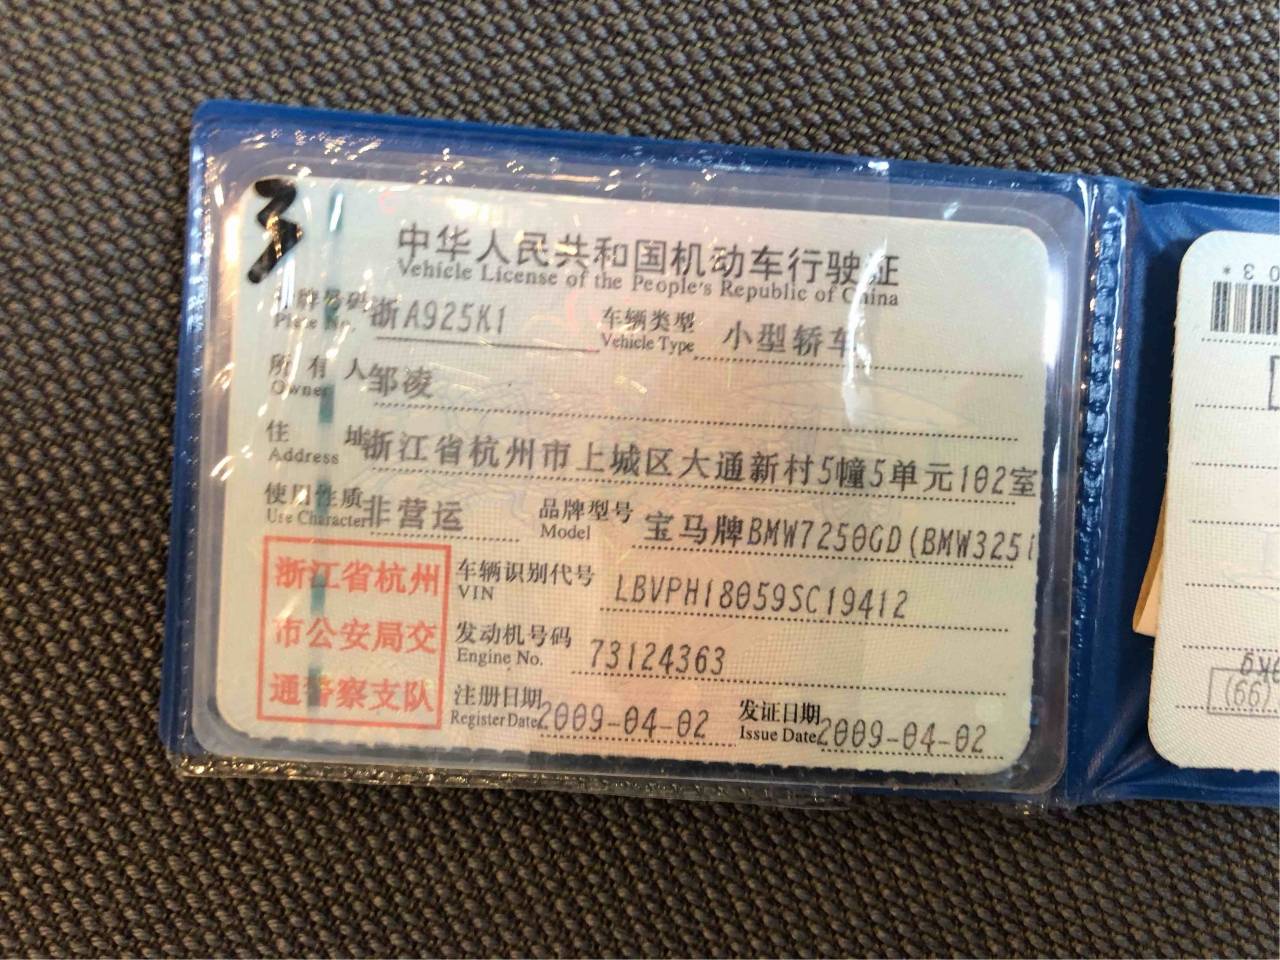 3
中华人民共和国机动车行驶证
Vehicle License of the People's Republic of China
号牌号码 浙A925K1 车辆类型 小型轿车
Plate No. Vehicle Type
所有人 邹凌
Owner
住址 浙江省杭州市上城区大通新村5幢5单元102室
Address
使用性质 非营运 品牌型号 宝马牌BMW7250GD(BMW325i
Use Character Model
浙江省杭州
市公安局交
通警察支队
车辆识别代号 LBVPH18059SC19412
VIN
发动机号码 73124363
Engine No.
注册日期 2009-04-02 发证日期 2009-04-02
Register Date Issue Date
(99)